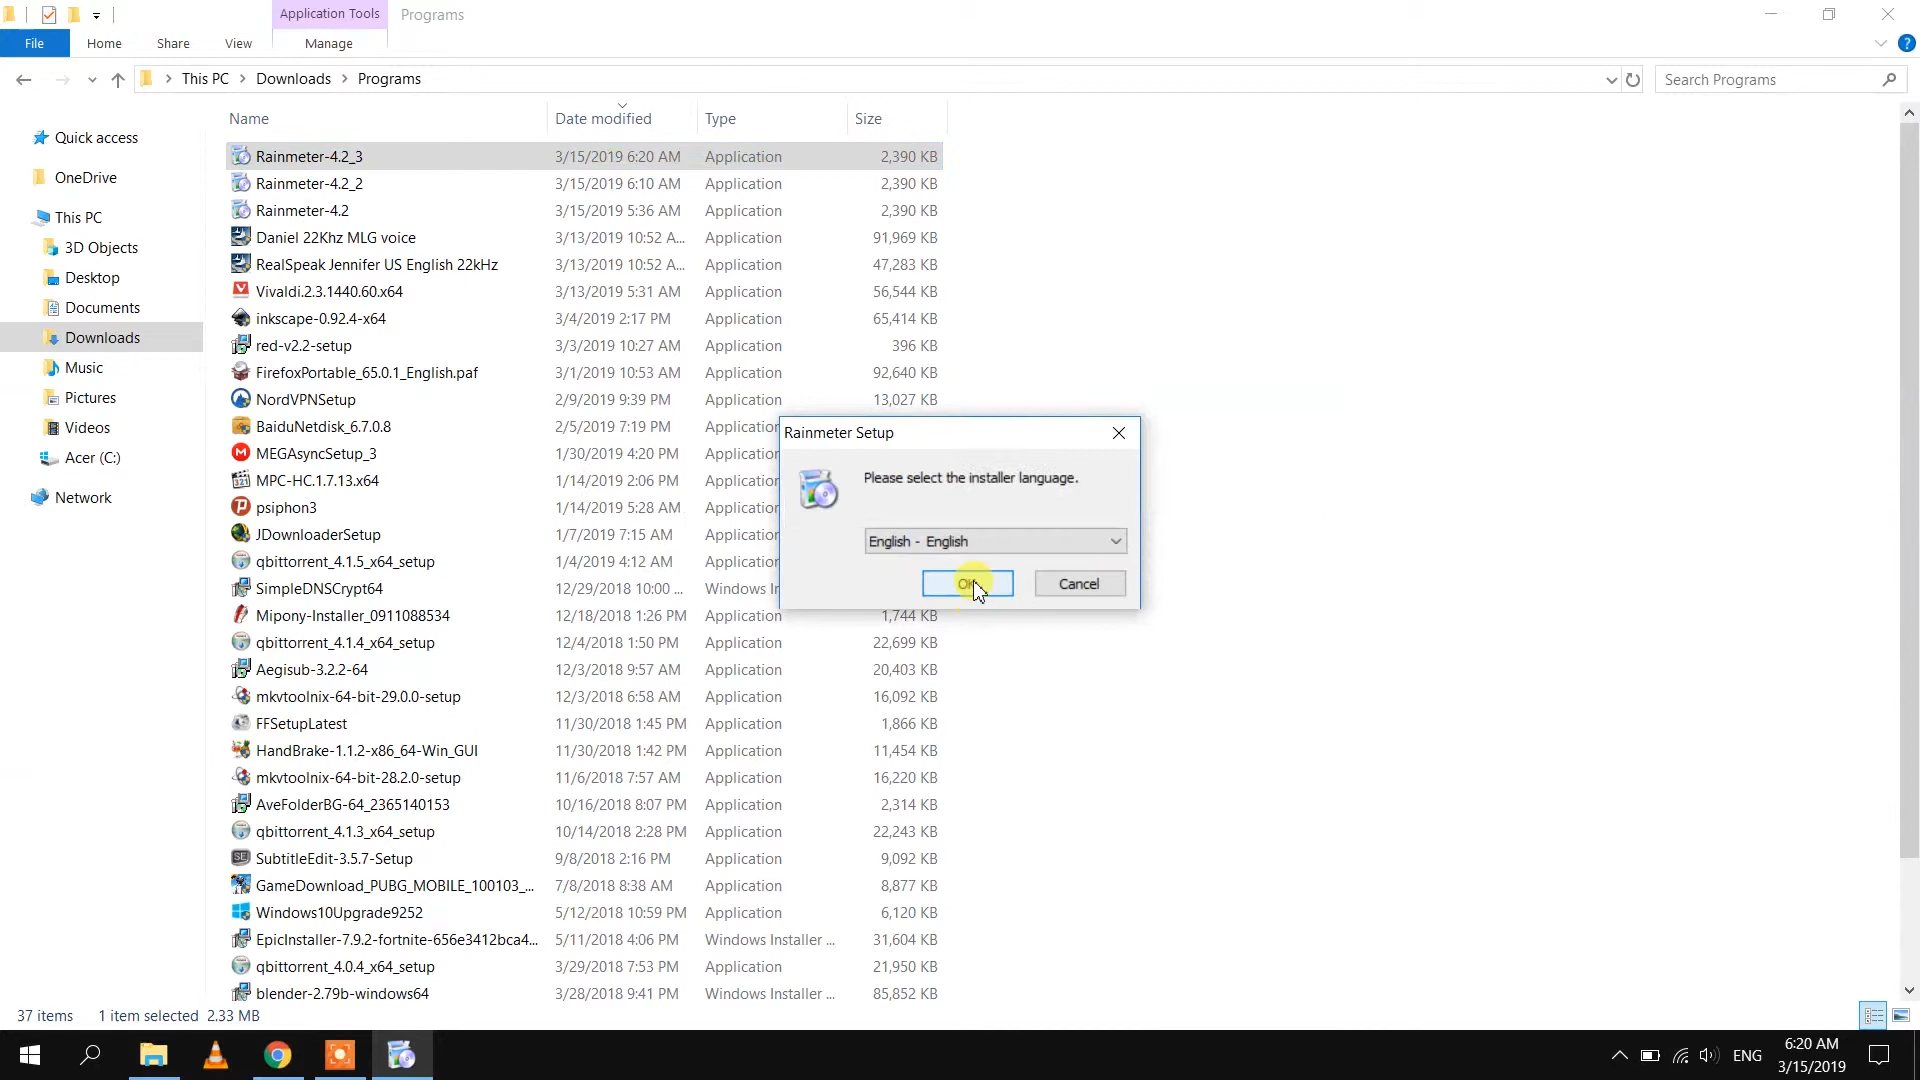 Application Tools Programs
File Home Share View Manage
This PC Downloads Programs Search Programs
Name Date modified Type Size
Quick access
OneDrive
This PC
3D Objects
Desktop
Documents
Downloads
Music
Pictures
Videos
Acer (C:)
Network
Rainmeter-4.2_3 3/15/2019 6:20 AM Application 2,390 KB
Rainmeter-4.2_2 3/15/2019 6:10 AM Application 2,390 KB
Rainmeter-4.2 3/15/2019 5:36 AM Application 2,390 KB
Daniel 22Khz MLG voice 3/13/2019 10:52 A... Application 91,969 KB
RealSpeak Jennifer US English 22kHz 3/13/2019 10:52 A... Application 47,283 KB
Vivaldi.2.3.1440.60.x64 3/13/2019 5:31 AM Application 56,544 KB
inkscape-0.92.4-x64 3/4/2019 2:17 PM Application 65,414 KB
red-v2.2-setup 3/3/2019 10:27 AM Application 396 KB
FirefoxPortable_65.0.1_English.paf 3/1/2019 10:53 AM Application 92,640 KB
NordVPNSetup 2/9/2019 9:39 PM Application 13,027 KB
BaiduNetdisk_6.7.0.8 2/5/2019 7:19 PM Application
MEGAsyncSetup_3 1/30/2019 4:20 PM Application
MPC-HC.1.7.13.x64 1/14/2019 2:06 PM Application
psiphon3 1/14/2019 5:28 AM Application
JDownloaderSetup 1/7/2019 7:15 AM Application
qbittorrent_4.1.5_x64_setup 1/4/2019 4:12 AM Application
SimpleDNSCrypt64 12/29/2018 10:00 ... Windows In
Mipony-Installer_0911088534 12/18/2018 1:26 PM Application 1,744 KB
qbittorrent_4.1.4_x64_setup 12/4/2018 1:50 PM Application 22,699 KB
Aegisub-3.2.2-64 12/3/2018 9:57 AM Application 20,403 KB
mkvtoolnix-64-bit-29.0.0-setup 12/3/2018 6:58 AM Application 16,092 KB
FFSetupLatest 11/30/2018 1:45 PM Application 1,866 KB
HandBrake-1.1.2-x86_64-Win_GUI 11/30/2018 1:42 PM Application 11,454 KB
mkvtoolnix-64-bit-28.2.0-setup 11/6/2018 7:57 AM Application 16,220 KB
AveFolderBG-64_2365140153 10/16/2018 8:07 PM Application 2,314 KB
qbittorrent_4.1.3_x64_setup 10/14/2018 2:28 PM Application 22,243 KB
SubtitleEdit-3.5.7-Setup 9/8/2018 2:16 PM Application 9,092 KB
GameDownload_PUBG_MOBILE_100103_... 7/8/2018 8:38 AM Application 8,877 KB
Windows10Upgrade9252 5/12/2018 10:59 PM Application 6,120 KB
EpicInstaller-7.9.2-fortnite-656e3412bca4... 5/11/2018 4:06 PM Windows Installer ... 31,604 KB
qbittorrent_4.0.4_x64_setup 3/29/2018 7:53 PM Application 21,950 KB
blender-2.79b-windows64 3/28/2018 9:41 PM Windows Installer ... 85,852 KB
Rainmeter Setup
Please select the installer language.
English - English
OK Cancel
37 items 1 item selected 2.33 MB
ENG 6:20 AM
3/15/2019